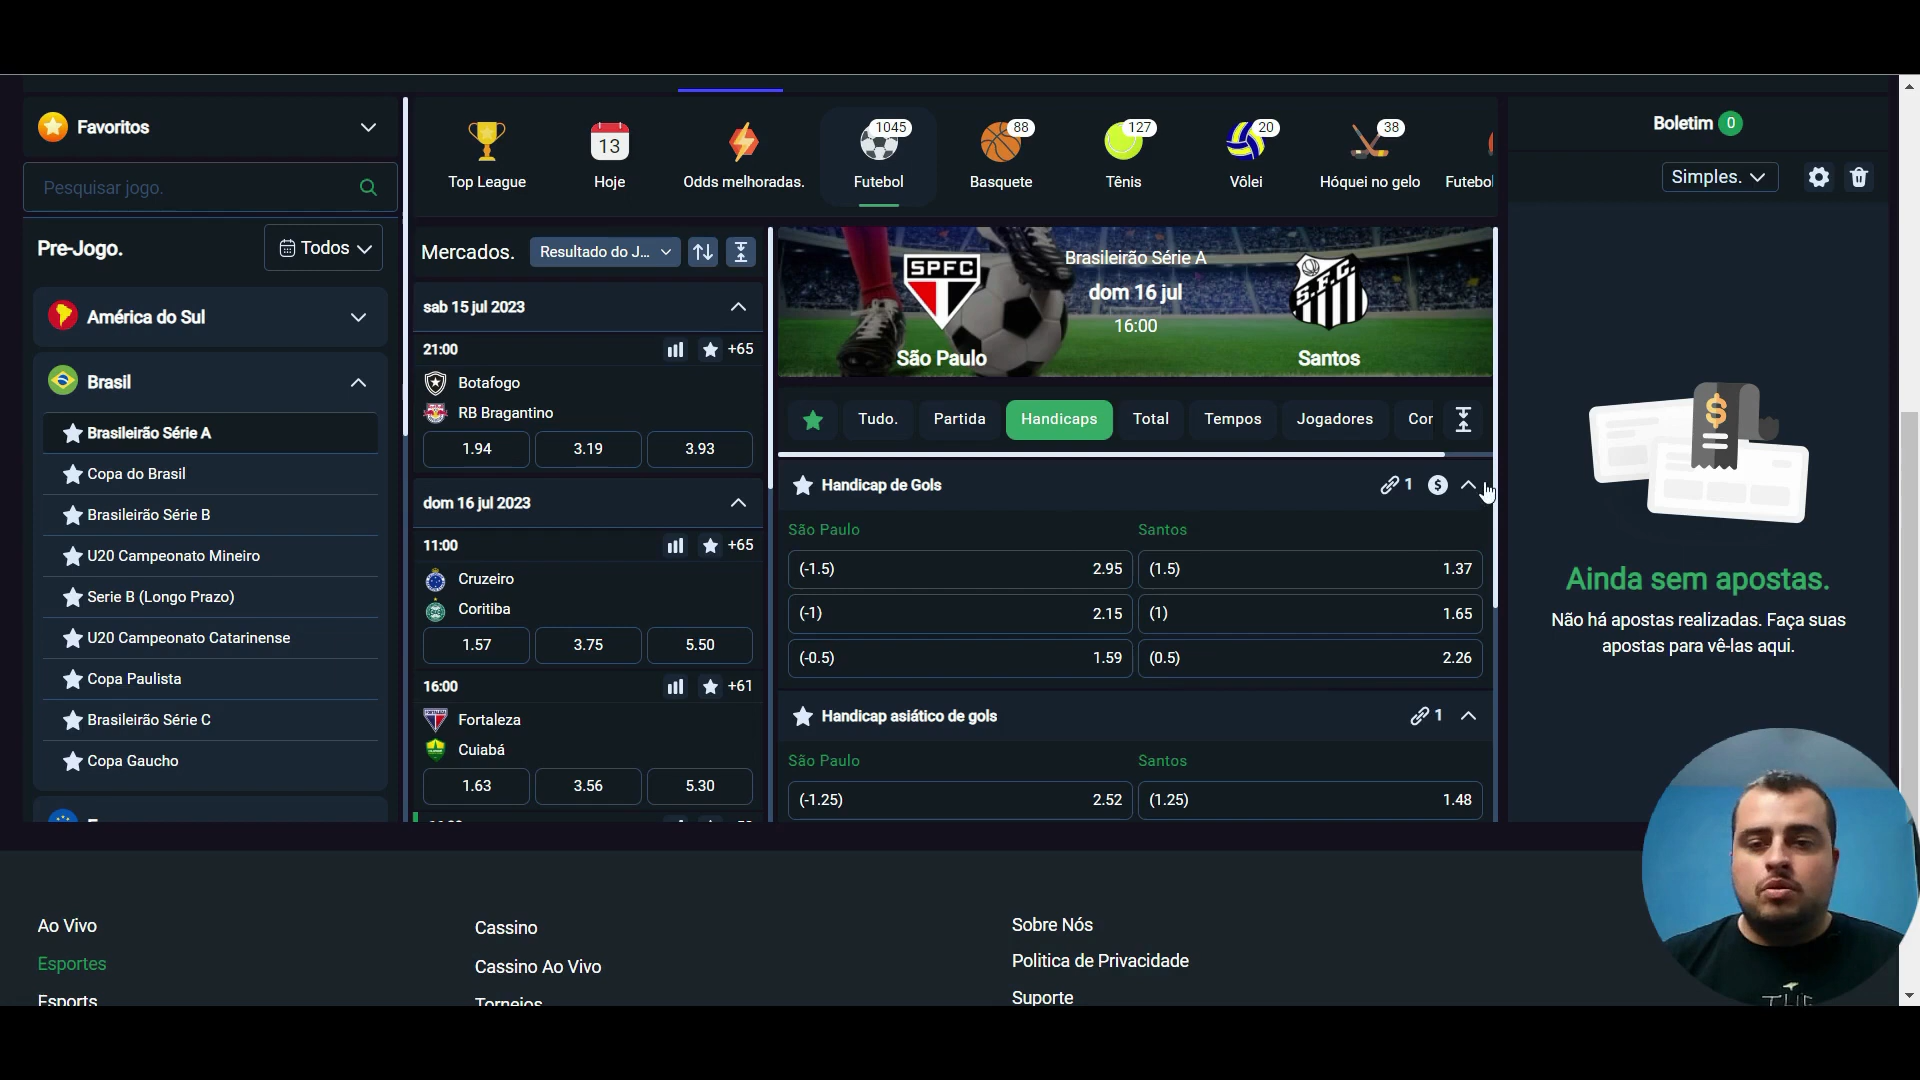 Favoritos
Pesquisar jogo.
Pre-Jogo.
Todos
América do Sul
Brasil
Brasileirão Série A
Copa do Brasil
Brasileirão Série B
U20 Campeonato Mineiro
Serie B (Longo Prazo)
U20 Campeonato Catarinense
Copa Paulista
Brasileirão Série C
Copa Gaucho
Top League
13
Hoje
Odds melhoradas.
1045
Futebol
88
Basquete
127
Tênis
20
Vôlei
38
Hóquei no gelo
Futebol
Mercados.
Resultado do J...
sab 15 jul 2023
21:00 +65
Botafogo
RB Bragantino
1.94 3.19 3.93
dom 16 jul 2023
11:00 +65
Cruzeiro
Coritiba
1.57 3.75 5.50
16:00 +61
Fortaleza
Cuiabá
1.63 3.56 5.30
SPFC
São Paulo
Brasileirão Série A
dom 16 jul
16:00
S.F.C
Santos
Tudo. Partida Handicaps Total Tempos Jogadores Cor
Handicap de Gols 1
São Paulo Santos
(-1.5) 2.95 (1.5) 1.37
(-1) 2.15 (1) 1.65
(-0.5) 1.59 (0.5) 2.26
Handicap asiático de gols 1
São Paulo Santos
(-1.25) 2.52 (1.25) 1.48
Boletim 0
Simples.
Ainda sem apostas.
Não há apostas realizadas. Faça suas
apostas para vê-las aqui.
Ao Vivo
Esportes
Esports
Cassino
Cassino Ao Vivo
Torneios
Sobre Nós
Politica de Privacidade
Suporte
THE